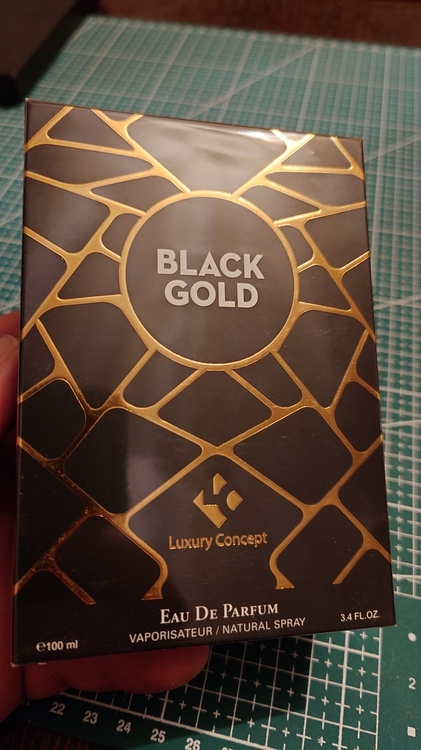 BLACK
GOLD
Luxury Concept
EAU DE PARFUM
VAPORISATEUR / NATURAL SPRAY
3.4 FL.OZ.
℮100 ml
2
22 23 24 25 26